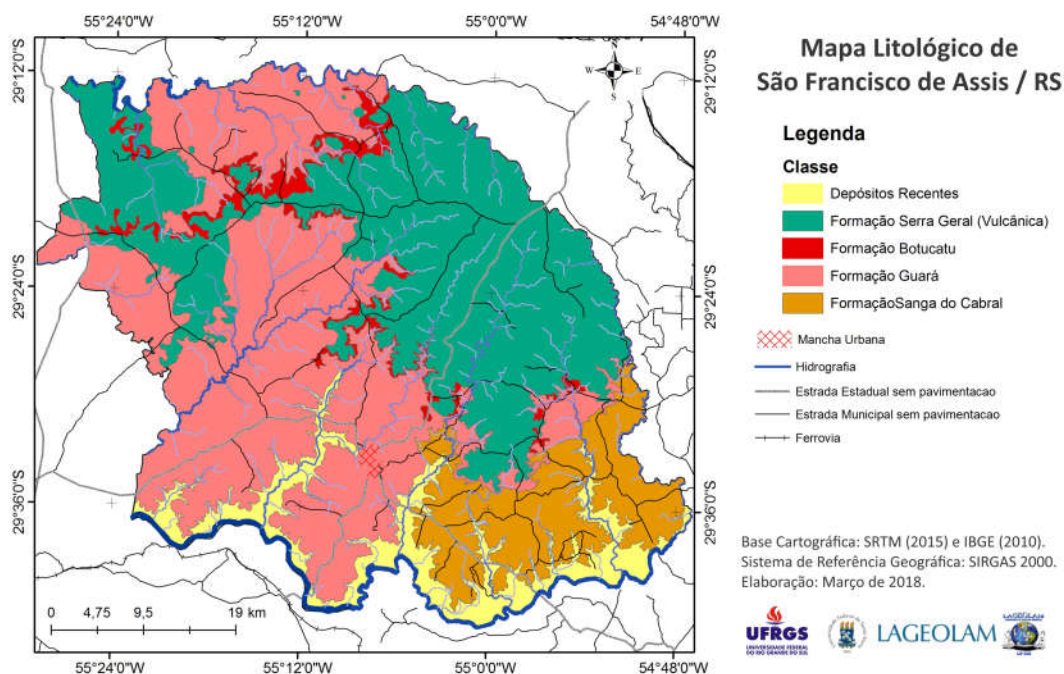 55°24'0"W 55°12'0"W 55°00'0"W 54°48'0"W
29°12'0"S
29°24'0"S
29°36'0"S
N
W E
S
29°12'0"S
29°24'0"S
29°36'0"S
0 4,75 9,5 19 km
55°24'0"W 55°12'0"W 55°00'0"W 54°48'0"W
Mapa Litológico de
São Francisco de Assis / RS
Legenda
Classe
Depósitos Recentes
Formação Serra Geral (Vulcânica)
Formação Botucatu
Formação Guará
FormaçãoSanga do Cabral
Mancha Urbana
Hidrografia
Estrada Estadual sem pavimentacao
Estrada Municipal sem pavimentacao
Ferrovia
Base Cartográfica: SRTM (2015) e IBGE (2010).
Sistema de Referência Geográfica: SIRGAS 2000.
Elaboração: Março de 2018.
UFRGS
UNIVERSIDADE FEDERAL
DO RIO GRANDE DO SUL
LAGEOLAM
LAGEOLAM